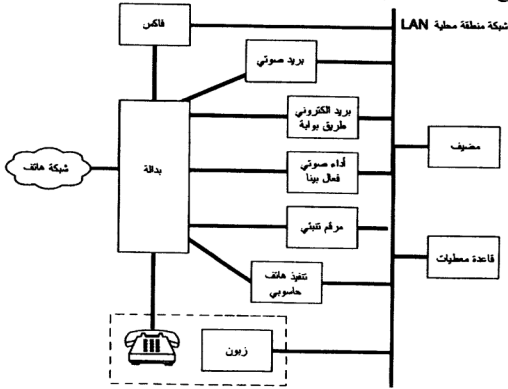 شبكة منطقة محلية LAN
فاكس
بريد صوتي
بريد الكتروني
طريق بوابة
مضيف
شبكة هاتف
بدالة
أداء صوتي
فعال بينا
مرقم تنبئي
قاعدة معطيات
تنفيذ هاتف
حاسوبي
زبون